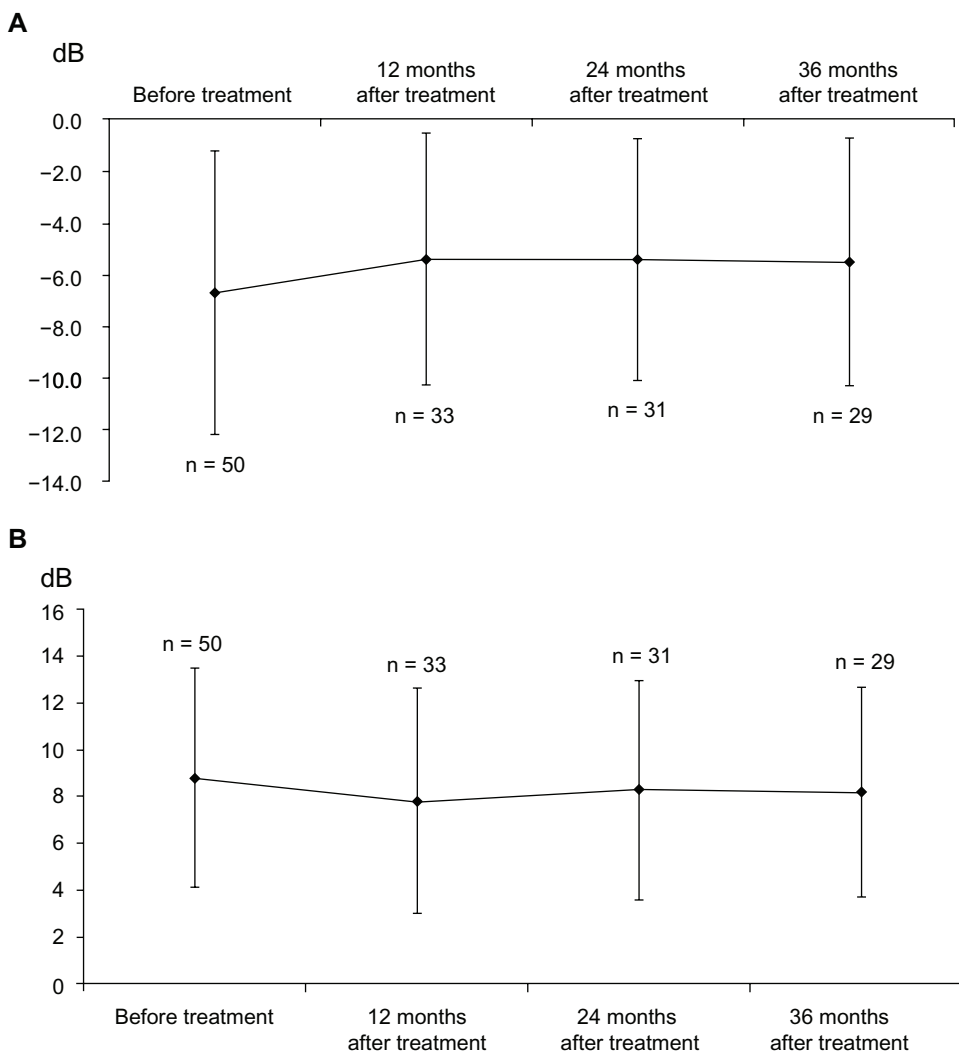 A
dB
Before treatment
12 months
after treatment
24 months
after treatment
36 months
after treatment
0.0
−2.0
−4.0
−6.0
−8.0
−10.0
−12.0
−14.0
n = 50
n = 33
n = 31
n = 29
B
dB
16
14
12
10
8
6
4
2
0
n = 50
n = 33
n = 31
n = 29
Before treatment
12 months
after treatment
24 months
after treatment
36 months
after treatment